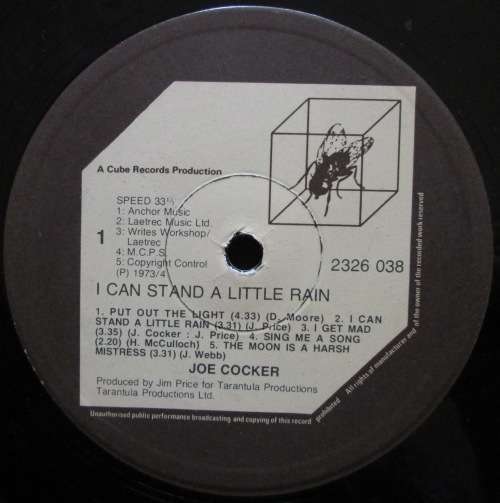 A Cube Records Production
SPEED 33⅓
1: Anchor Music
2: Laetrec Music Ltd.
3: Writes Workshop/
Laetrec
4: M.C.P.S.
5: Copyright Control
(P) 1973/4
1
2326 038
I CAN STAND A LITTLE RAIN
1. PUT OUT THE LIGHT (4.33) (D. Moore) 2. I CAN
STAND A LITTLE RAIN (3.31) (J. Price) 3. I GET MAD
(3.35) (J. Cocker : J. Price) 4. SING ME A SONG
(2.20) (H. McCulloch) 5. THE MOON IS A HARSH
MISTRESS (3.31) (J. Webb)
JOE COCKER
Produced by Jim Price for Tarantula Productions
Tarantula Productions Ltd.
Unauthorised public performance broadcasting and copying of this record prohibited
All rights of manufacturer and of the owner of the recorded work reserved